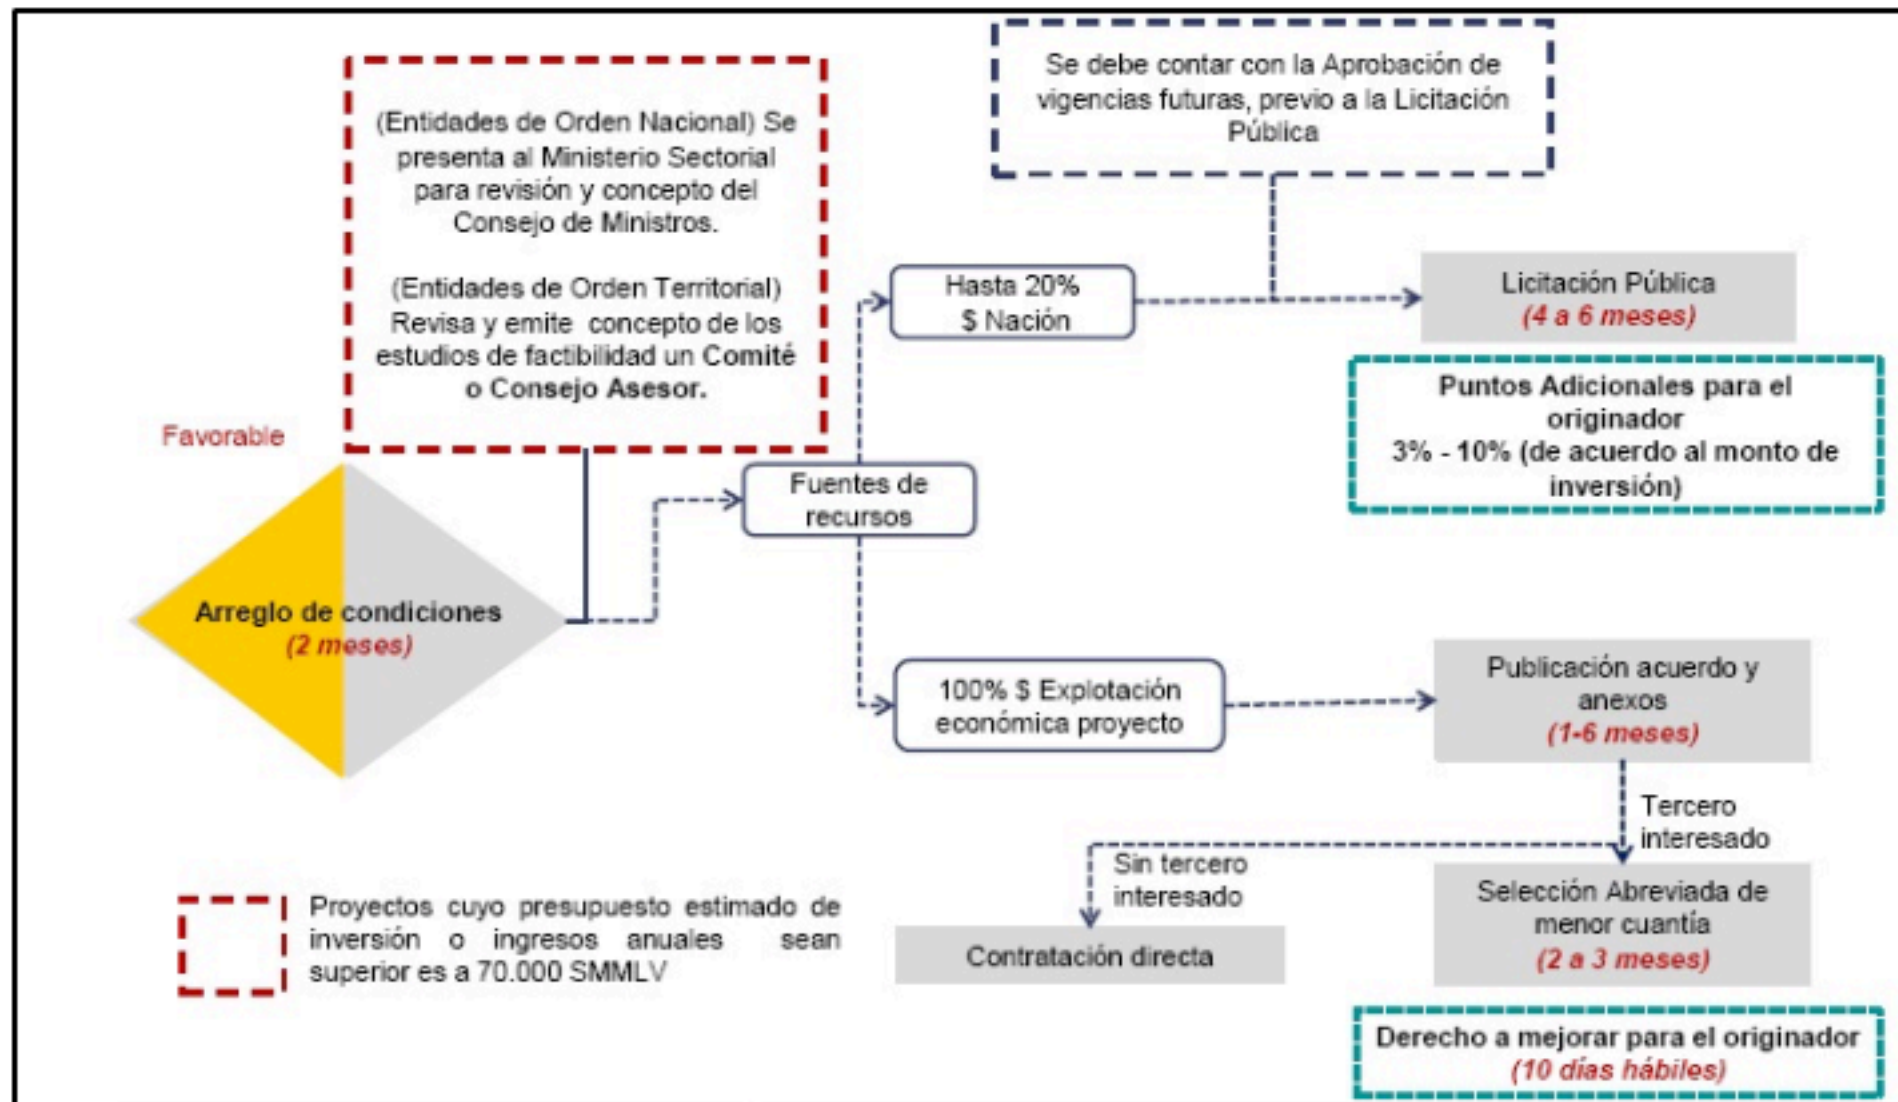 Se debe contar con la Aprobación de
vigencias futuras, previo a la Licitación
Pública
(Entidades de Orden Nacional) Se
presenta al Ministerio Sectorial
para revisión y concepto del
Consejo de Ministros.
(Entidades de Orden Territorial)
Revisa y emite concepto de los
estudios de factibilidad un Comité
o Consejo Asesor.
Hasta 20%
$ Nación
Licitación Pública
(4 a 6 meses)
Puntos Adicionales para el
originador
3% - 10% (de acuerdo al monto de
inversión)
Favorable
Fuentes de
recursos
Arreglo de condiciones
(2 meses)
100% $ Explotación
económica proyecto
Publicación acuerdo y
anexos
(1-6 meses)
Tercero
interesado
Sin tercero
interesado
Selección Abreviada de
menor cuantía
(2 a 3 meses)
Contratación directa
Proyectos cuyo presupuesto estimado de
inversión o ingresos anuales sean
superior es a 70.000 SMMLV
Derecho a mejorar para el originador
(10 días hábiles)